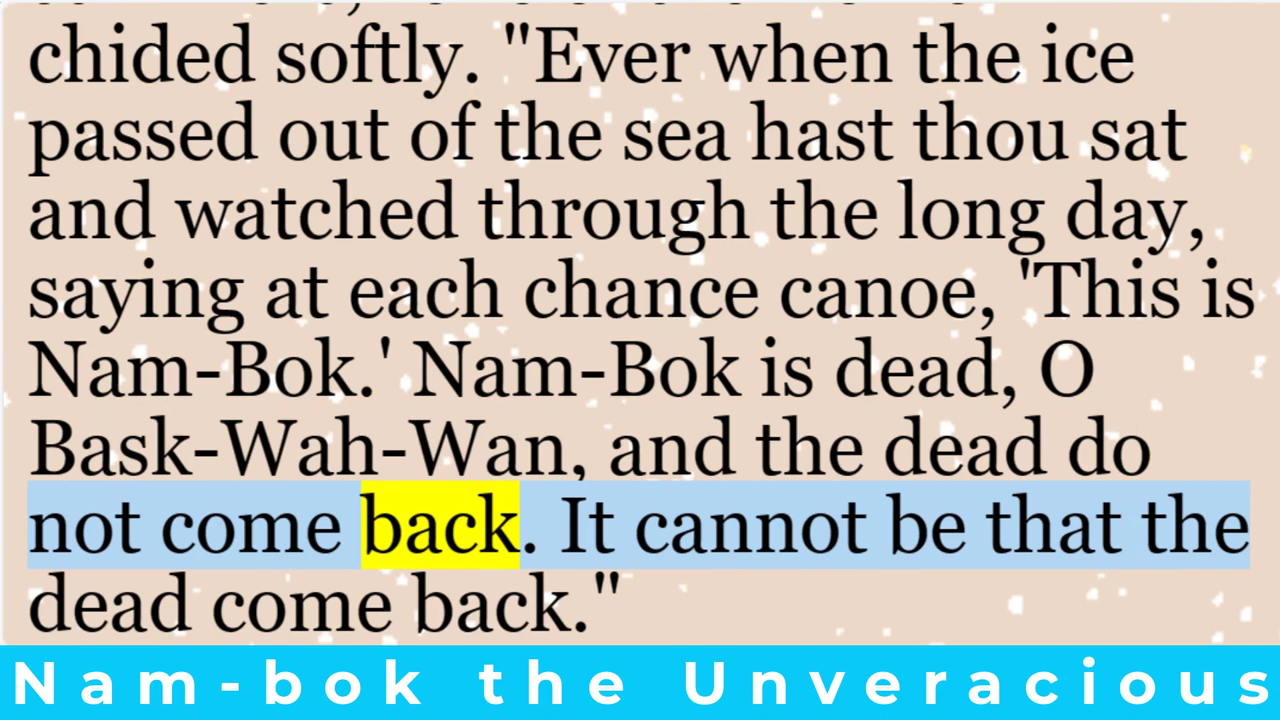 chided softly. "Ever when the ice
passed out of the sea hast thou sat
and watched through the long day,
saying at each chance canoe, 'This is
Nam-Bok.' Nam-Bok is dead, O
Bask-Wah-Wan, and the dead do
not come back. It cannot be that the
dead come back."
Nam-bok the Unveracious